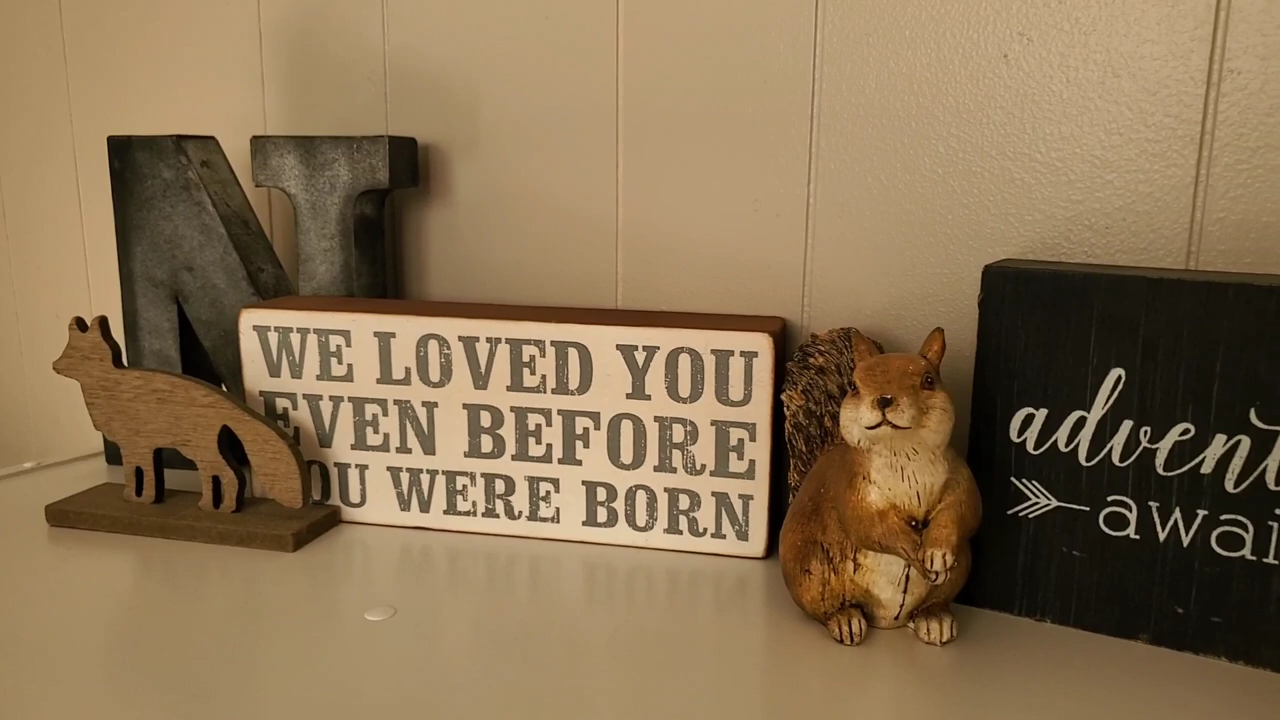 N
WE LOVED YOU
EVEN BEFORE
OU WERE BORN
advent
awai